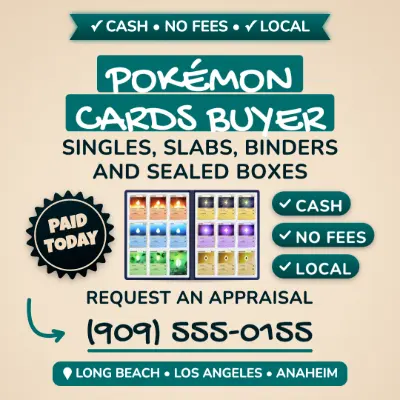 ✓ CASH • NO FEES • ✓ LOCAL
POKÉMON
CARDS BUYER
SINGLES, SLABS, BINDERS
AND SEALED BOXES
PAID
TODAY
✓ CASH
✓ NO FEES
✓ LOCAL
REQUEST AN APPRAISAL
(909) 555-0155
LONG BEACH • LOS ANGELES • ANAHEIM